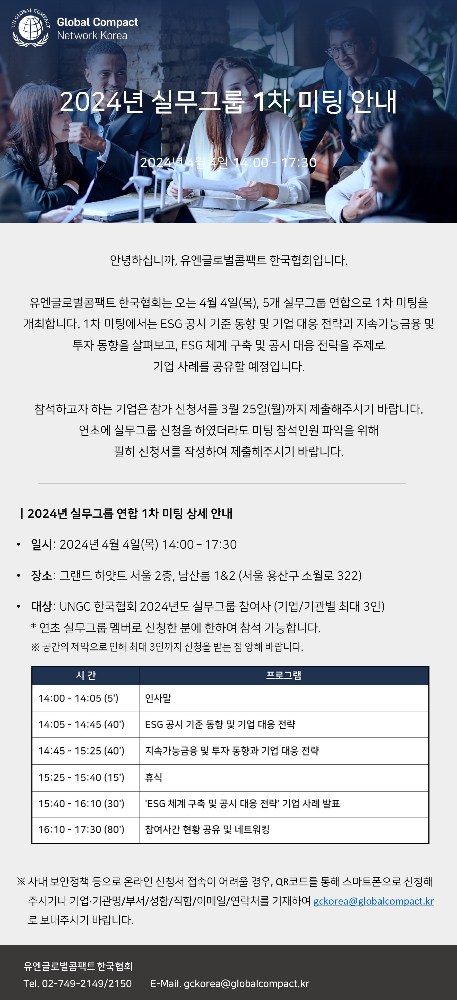 UN GLOBAL COMPACT
Global Compact
Network Korea
2024년 실무그룹 1차 미팅 안내
2024년 4월 4일 14:00 – 17:30
안녕하십니까, 유엔글로벌콤팩트 한국협회입니다.
유엔글로벌콤팩트 한국협회는 오는 4월 4일(목), 5개 실무그룹 연합으로 1차 미팅을
개최합니다. 1차 미팅에서는 ESG 공시 기준 동향 및 기업 대응 전략과 지속가능금융 및
투자 동향을 살펴보고, ESG 체계 구축 및 공시 대응 전략을 주제로
기업 사례를 공유할 예정입니다.
참석하고자 하는 기업은 참가 신청서를 3월 25일(월)까지 제출해주시기 바랍니다.
연초에 실무그룹 신청을 하였더라도 미팅 참석인원 파악을 위해
필히 신청서를 작성하여 제출해주시기 바랍니다.
| 2024년 실무그룹 연합 1차 미팅 상세 안내
• 일시: 2024년 4월 4일(목) 14:00 – 17:30
• 장소: 그랜드 하얏트 서울 2층, 남산룸 1&2 (서울 용산구 소월로 322)
• 대상: UNGC 한국협회 2024년도 실무그룹 참여사 (기업/기관별 최대 3인)
* 연초 실무그룹 멤버로 신청한 분에 한하여 참석 가능합니다.
※ 공간의 제약으로 인해 최대 3인까지 신청을 받는 점 양해 바랍니다.
시 간 프로그램
14:00 - 14:05 (5') 인사말
14:05 - 14:45 (40') ESG 공시 기준 동향 및 기업 대응 전략
14:45 - 15:25 (40') 지속가능금융 및 투자 동향과 기업 대응 전략
15:25 - 15:40 (15') 휴식
15:40 - 16:10 (30') 'ESG 체계 구축 및 공시 대응 전략' 기업 사례 발표
16:10 - 17:30 (80') 참여사간 현황 공유 및 네트워킹
※ 사내 보안정책 등으로 온라인 신청서 접속이 어려울 경우, QR코드를 통해 스마트폰으로 신청해
주시거나 기업·기관명/부서/성함/직함/이메일/연락처를 기재하여 gckorea@globalcompact.kr
로 보내주시기 바랍니다.
유엔글로벌콤팩트 한국협회
Tel. 02-749-2149/2150 E-Mail. gckorea@globalcompact.kr